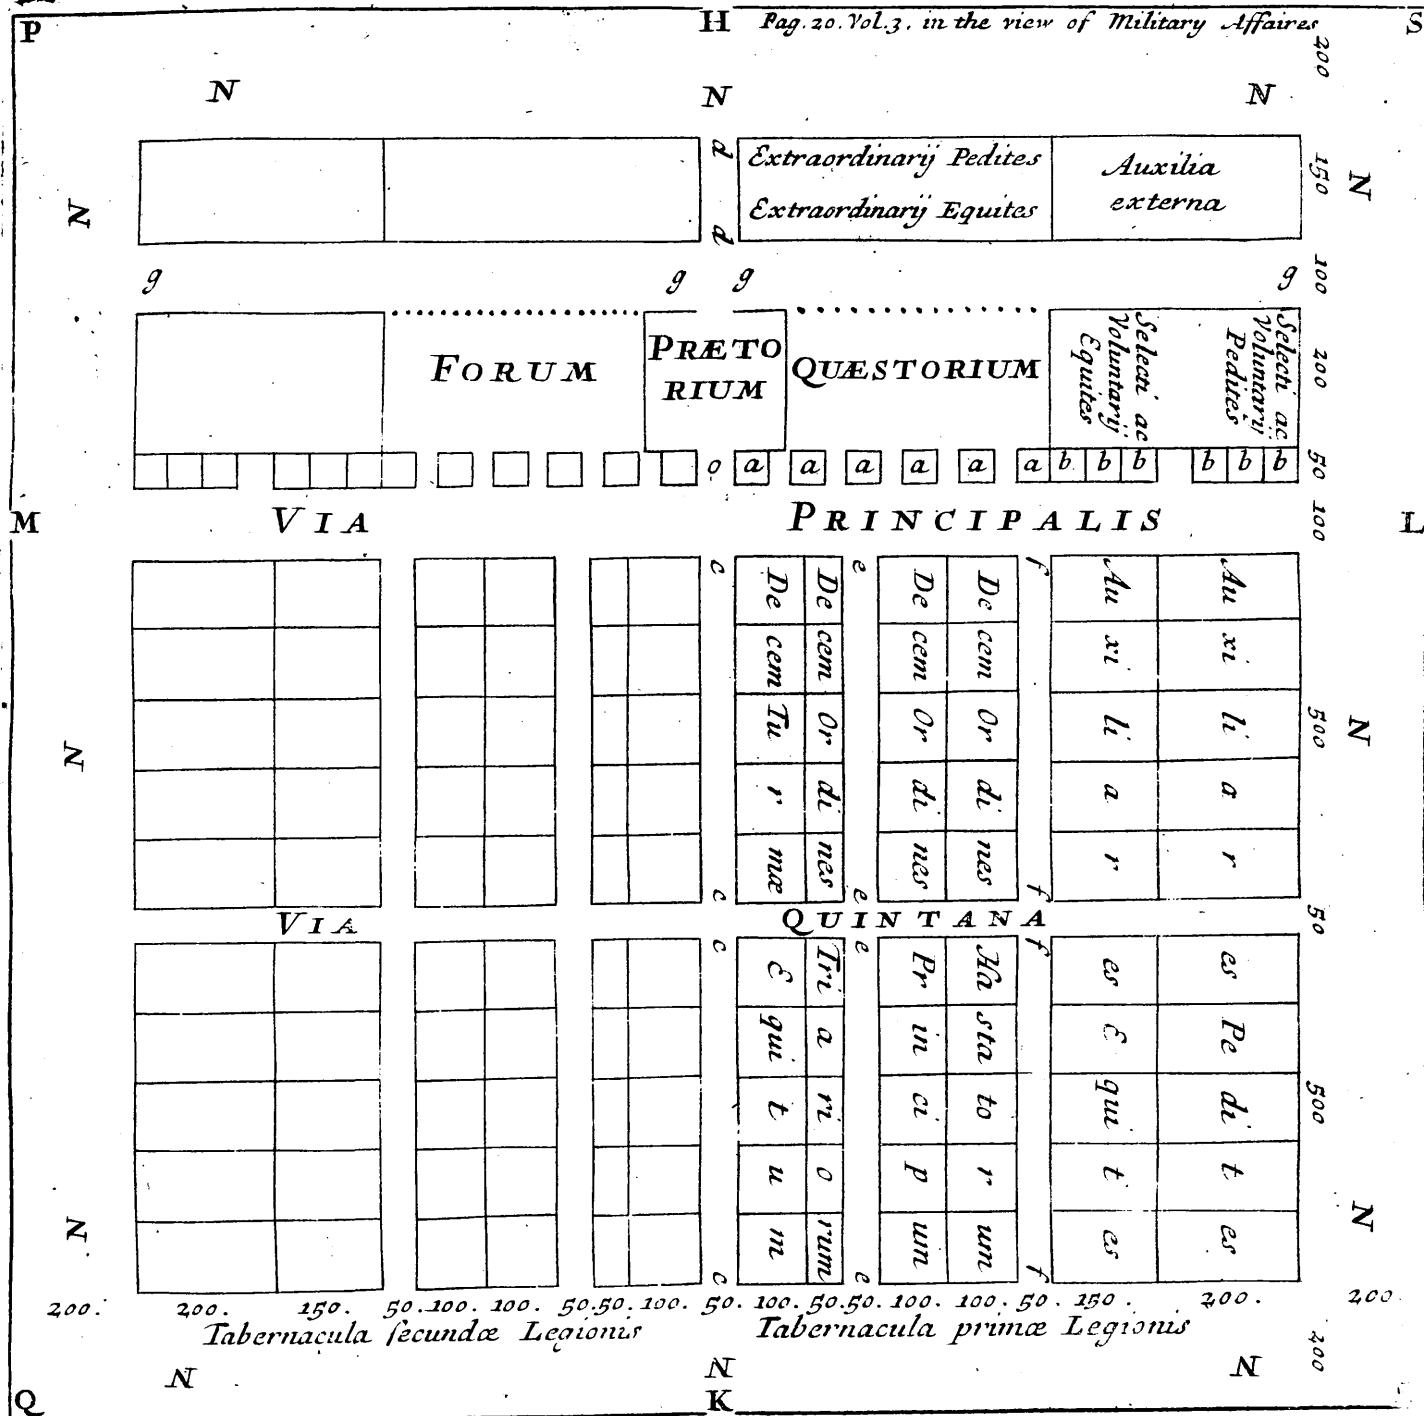 P H Pag. 20. Vol. 3. in the view of Military Affaires S
200
N N N
d Extraordinarij Pedites Auxilia
150 N
N d Extraordinarij Equites externa
g g g g 100
FORUM PRÆTO
RIUM QUÆSTORIUM
Selecti ac
Voluntarij
Equites
Selecti ac
Voluntarij
Pedites
200
o a a a a a a b b b b b b 50
M VIA PRINCIPALIS 100 L
c e f
De De De De Au Au
cem cem cem cem xi xi
Tu Or Or Or li li 500 N
N
r di di di a a
mæ nes nes nes r r
c e f
VIA QUINTANA 50
c e f
E Tri Pr Ha es es
qui a in sta E Pe
t ri ci to qui di 500
u o p r t t
N N
m rum um um es es
c e f
200. 200. 150. 50. 100. 100. 50. 50. 100. 50. 100. 50. 50. 100. 100. 50. 150. 200. 200
Tabernacula secundæ Legionis Tabernacula primæ Legionis
200
N N N
Q K